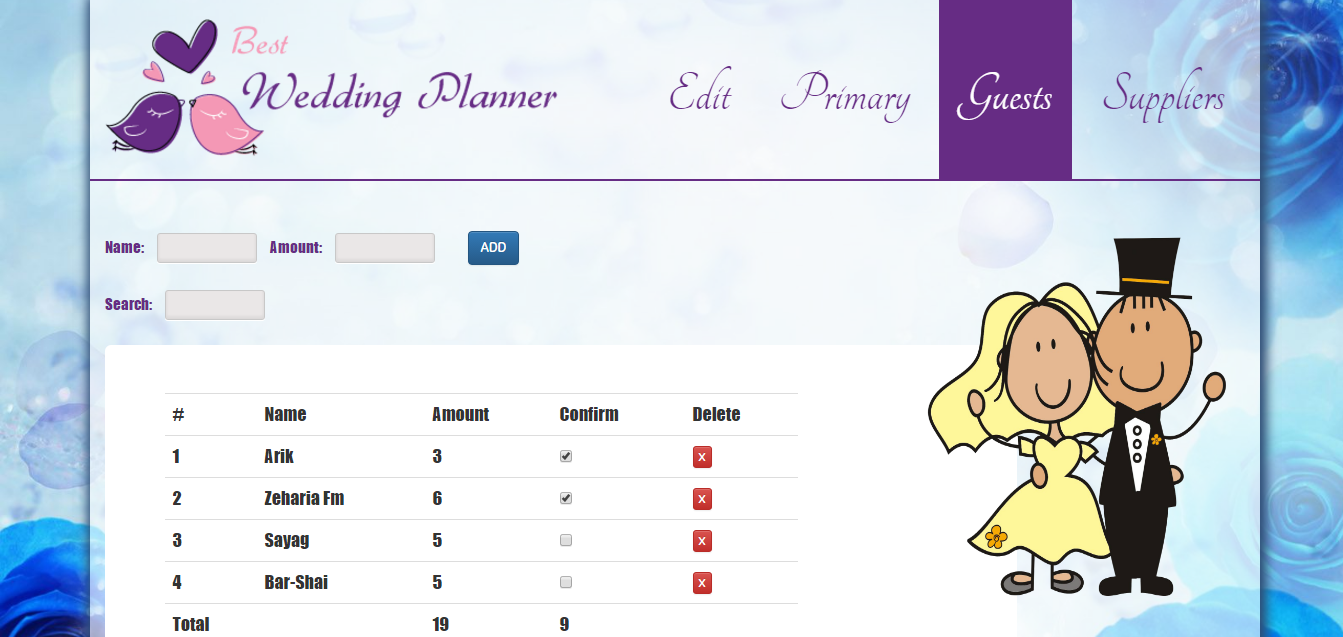 Best
Wedding Planner
Edit Primary Guests Suppliers
Name: Amount: ADD
Search:
# Name Amount Confirm Delete
1 Arik 3 x
2 Zeharia Fm 6 x
3 Sayag 5 x
4 Bar-Shai 5 x
Total 19 9